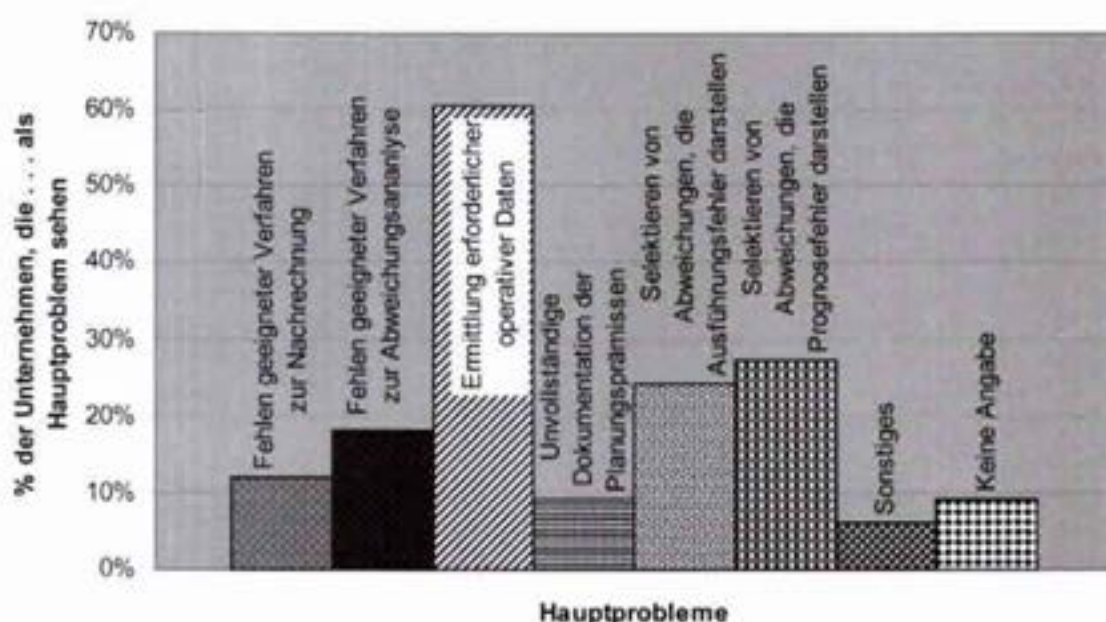 70%
60%
50%
40%
30%
20%
10%
0%
% der Unternehmen, die . . . als
Hauptproblem sehen
Fehlen geeigneter Verfahren
zur Nachrechnung
Fehlen geeigneter Verfahren
zur Abweichungsananlyse
Ermittlung erforderlicher
operativer Daten
Unvollständige
Dokumentation der
Planungsprämissen
Selektieren von
Abweichungen, die
Ausführungsfehler darstellen
Selektieren von
Abweichungen, die
Prognosefehler darstellen
Sonstiges
Keine Angabe
Hauptprobleme